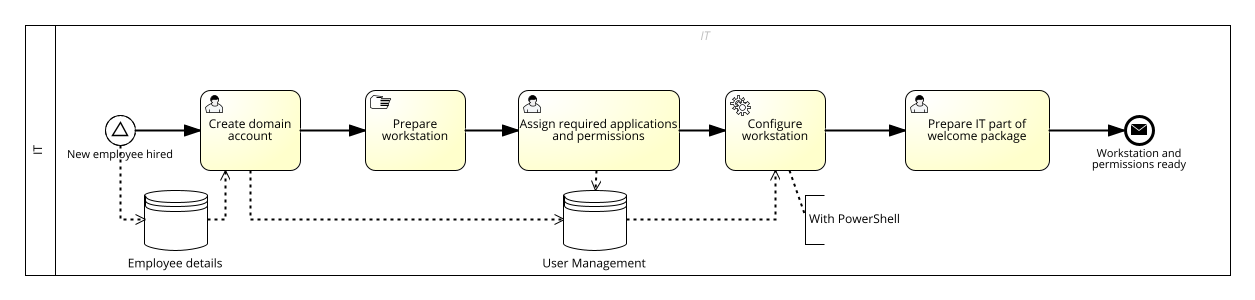 IT
IT
Create domain
account
Prepare
workstation
Assign required applications
and permissions
Configure
workstation
Prepare IT part of
welcome package
New employee hired
Workstation and
permissions ready
With PowerShell
Employee details
User Management